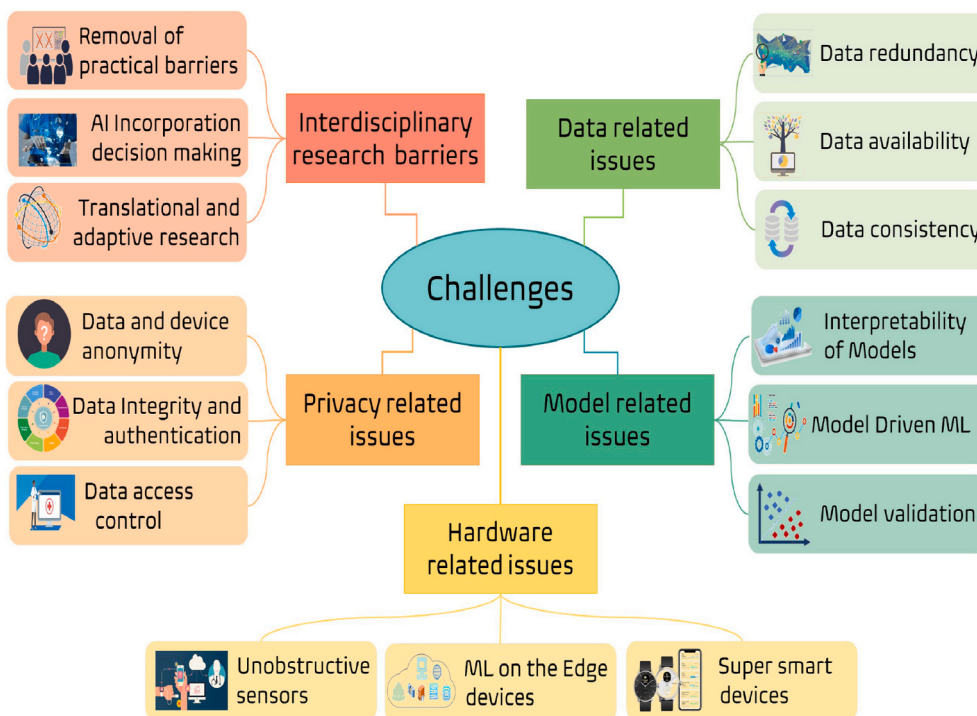 Removal of
practical barriers
AI Incorporation
decision making
Translational and
adaptive research
Interdisciplinary
research barriers
Data related
issues
Data redundancy
Data availability
Data consistency
Challenges
Data and device
anonymity
Data Integrity and
authentication
Data access
control
Privacy related
issues
Model related
issues
Interpretability
of Models
Model Driven ML
Model validation
Hardware
related issues
Unobstructive
sensors
ML on the Edge
devices
Super smart
devices